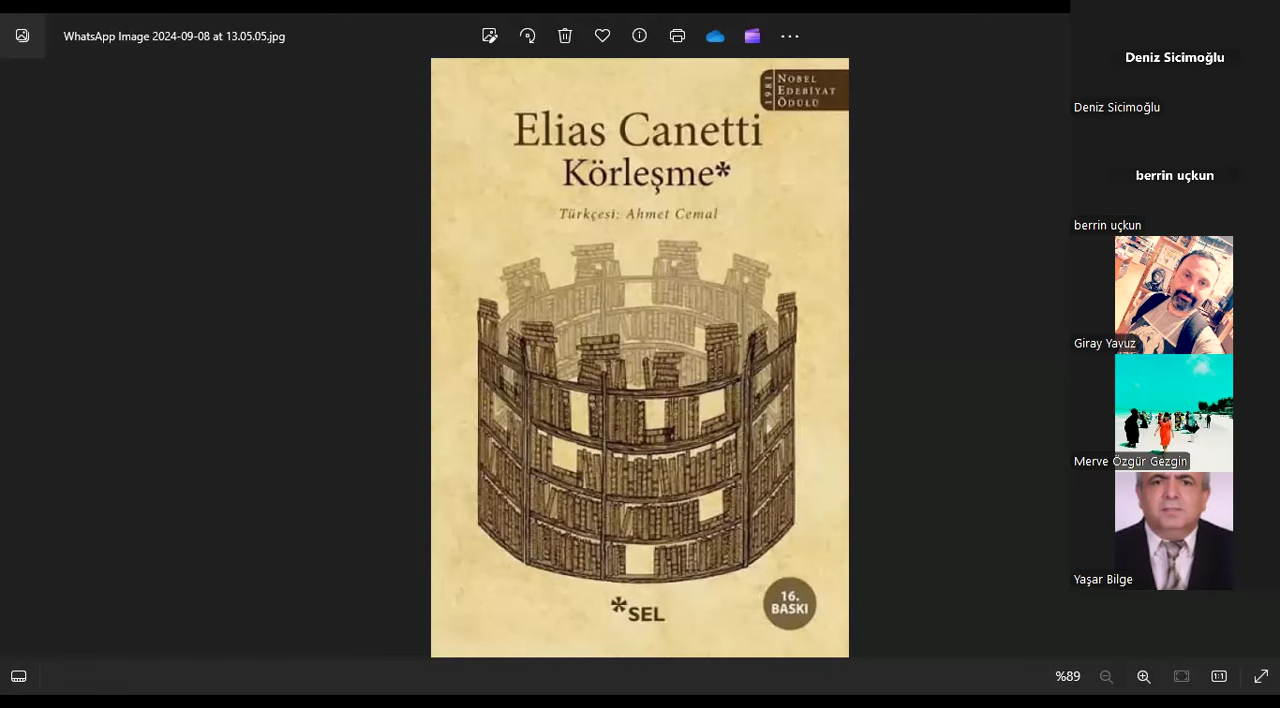 WhatsApp Image 2024-09-08 at 13.05.05.jpg
1981
NOBEL
EDEBİYAT
ÖDÜLÜ
Elias Canetti
Körleşme*
Türkçesi: Ahmet Cemal
*SEL
16.
BASKI
Deniz Sicimoğlu
Deniz Sicimoğlu
berrin uçkun
berrin uçkun
Giray Yavuz
Merve Özgür Gezgin
Yaşar Bilge
%89
1:1